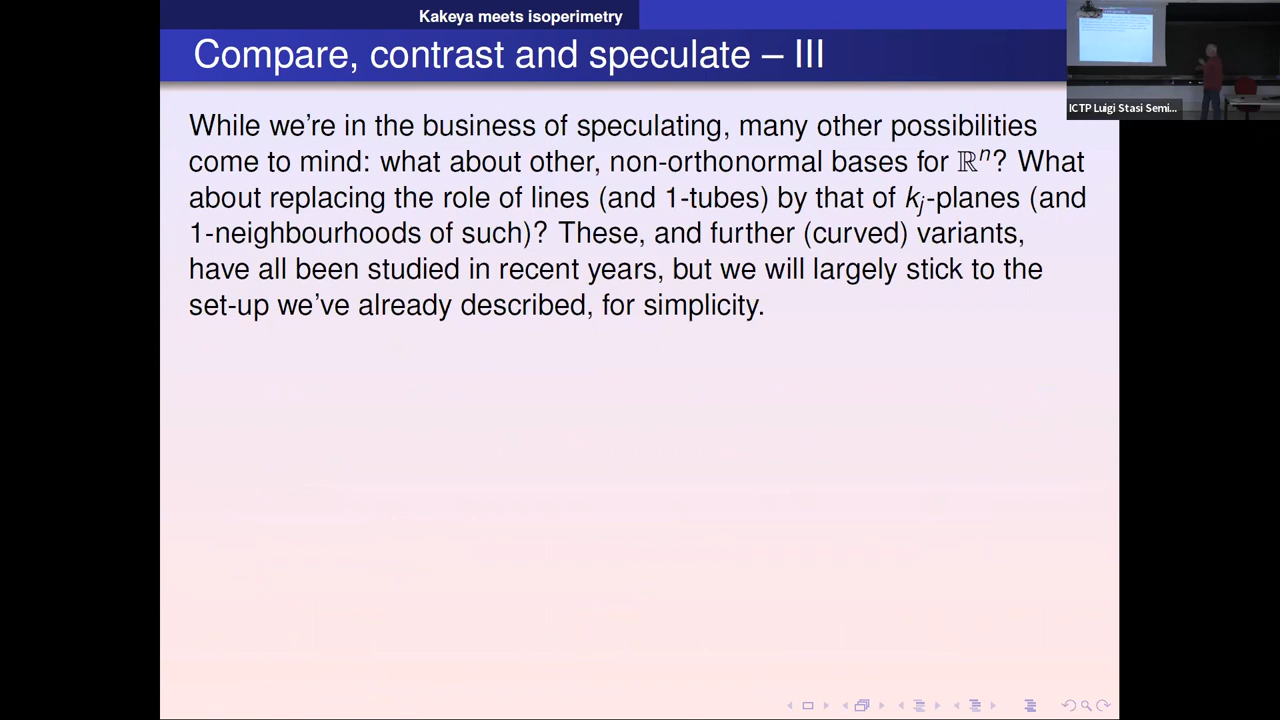 Kakeya meets isoperimetry
Compare, contrast and speculate – III
While we're in the business of speculating, many other possibilities
come to mind: what about other, non-orthonormal bases for ℝⁿ? What
about replacing the role of lines (and 1-tubes) by that of kⱼ-planes (and
1-neighbourhoods of such)? These, and further (curved) variants,
have all been studied in recent years, but we will largely stick to the
set-up we've already described, for simplicity.
ICTP Luigi Stasi Semi...